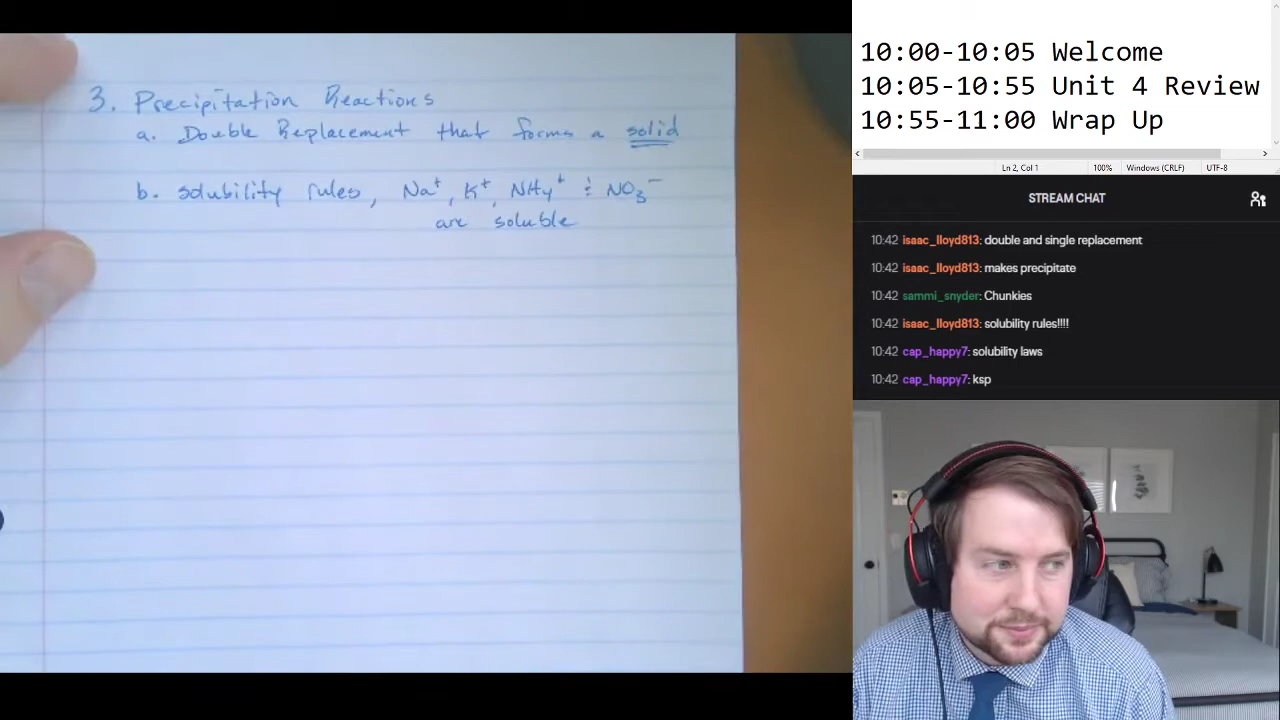 3. Precipitation Reactions
a. Double Replacement that forms a solid
b. solubility rules, Na⁺, K⁺, NH₄⁺ & NO₃⁻
are soluble
10:00-10:05 Welcome
10:05-10:55 Unit 4 Review
10:55-11:00 Wrap Up
Ln 2, Col 1 100% Windows (CRLF) UTF-8
STREAM CHAT
10:42 isaac_lloyd813: double and single replacement
10:42 isaac_lloyd813: makes precipitate
10:42 sammi_snyder: Chunkies
10:42 isaac_lloyd813: solubility rules!!!!
10:42 cap_happy7: solubility laws
10:42 cap_happy7: ksp